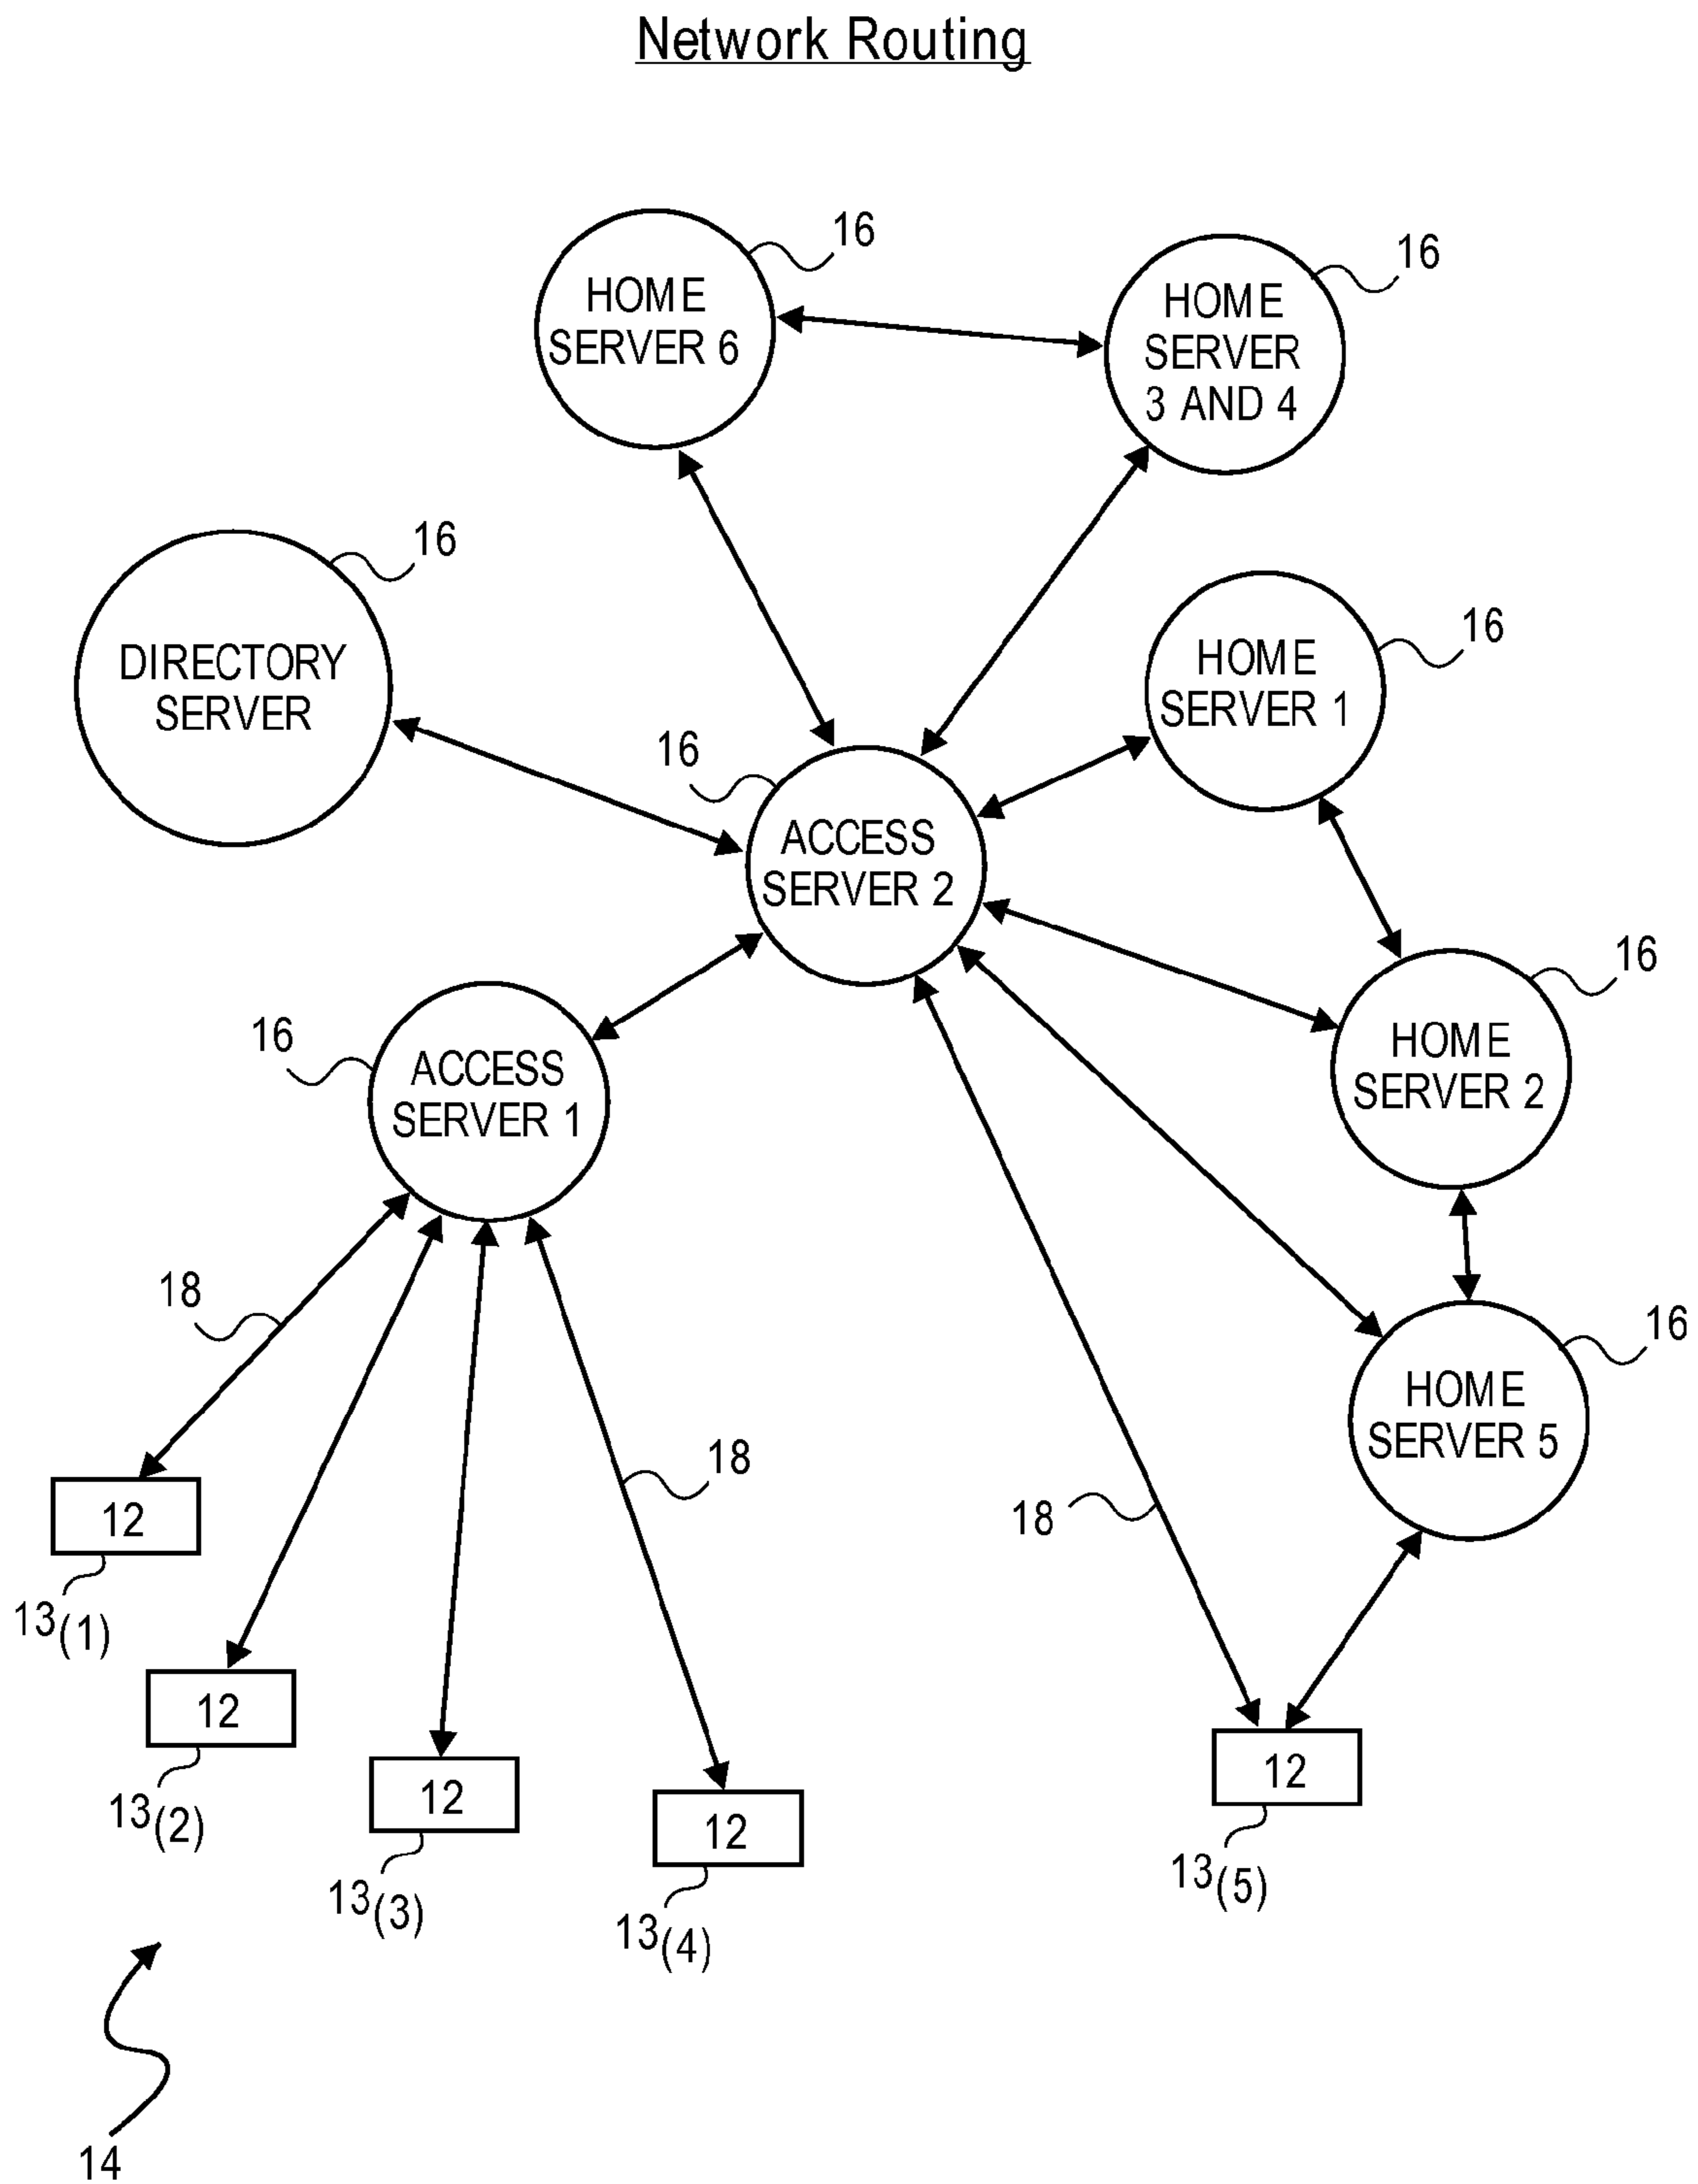 Network Routing
16
HOME
SERVER 6
16
HOME
SERVER
3 AND 4
16
DIRECTORY
SERVER
16
HOME
SERVER 1
16
ACCESS
SERVER 2
16
HOME
SERVER 2
16
ACCESS
SERVER 1
16
HOME
SERVER 5
18
18
18
12
13(1)
12
13(2)
12
13(3)
12
13(4)
12
13(5)
14